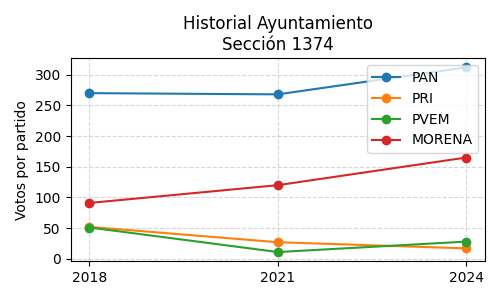 Historial Ayuntamiento
Sección 1374
Votos por partido
300
250
200
150
100
50
0
2018
2021
2024
PAN
PRI
PVEM
MORENA